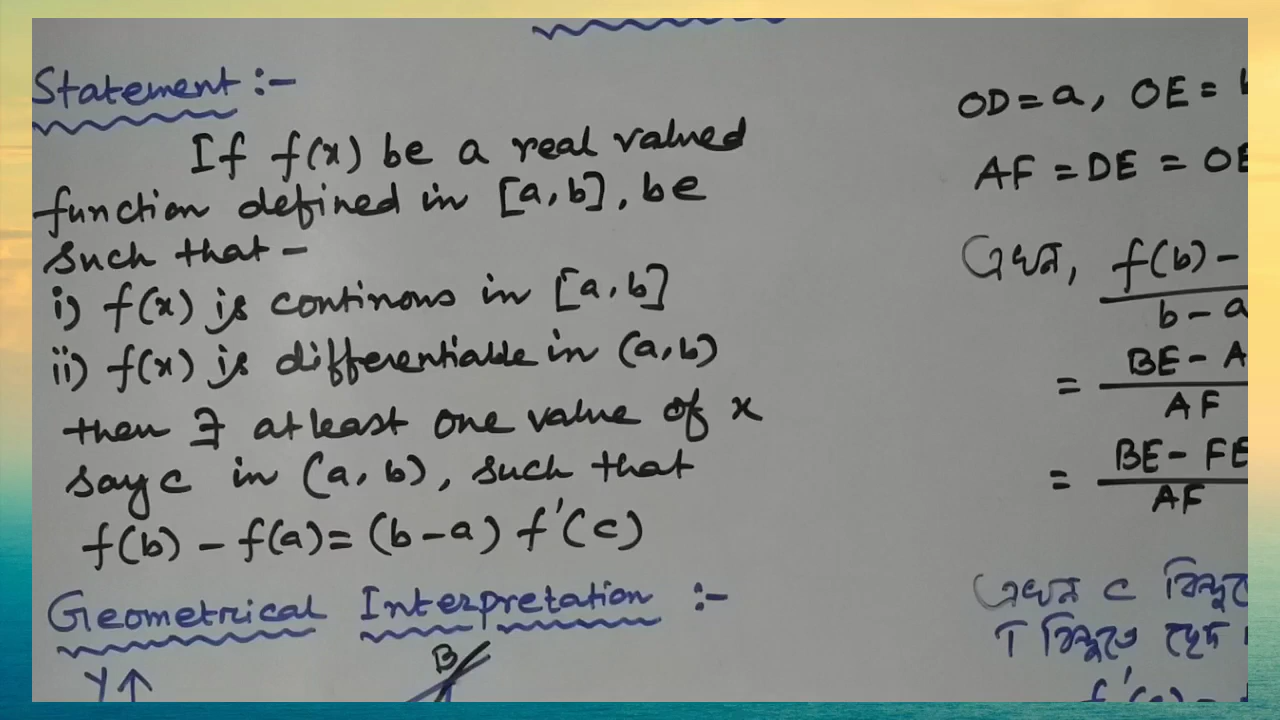 Statement :-
If f(x) be a real valued
function defined in [a,b], be
such that -
i) f(x) is continous in [a,b]
ii) f(x) is differentiable in (a,b)
then ∃ atleast one value of x
say c in (a,b), such that
f(b) - f(a) = (b-a) f'(c)
Geometrical Interpretation :-
Y
B
OD = a, OE =
AF = DE = OE
এখন, f(b) -
b - a
= BE - A
AF
= BE - FE
AF
এখন C বিন্দুতে
T বিন্দুতে ছেদ